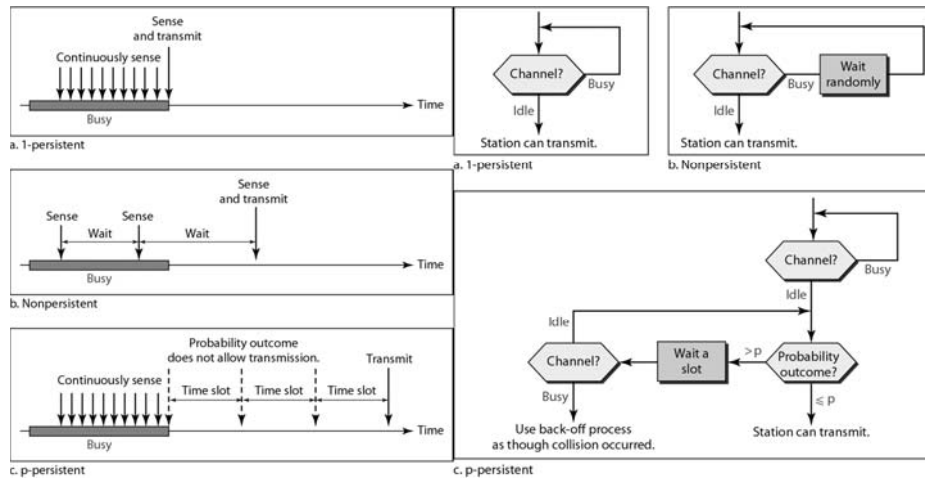 Sense
and transmit
Continuously sense
Time
Busy
a. 1-persistent
Sense
and transmit
Sense
Sense
Wait
Wait
Time
Busy
b. Nonpersistent
Probability outcome
does not allow transmission.
Transmit
Continuously sense
Time slot
Time slot
Time slot
Time
Busy
c. p-persistent
Channel?
Busy
Idle
Station can transmit.
a. 1-persistent
Channel?
Busy
Wait
randomly
Idle
Station can transmit.
b. Nonpersistent
Channel?
Busy
Idle
Idle
Channel?
Wait a
slot
>p
Probability
outcome?
Busy
≤ p
Use back-off process
as though collision occurred.
Station can transmit.
c. p-persistent